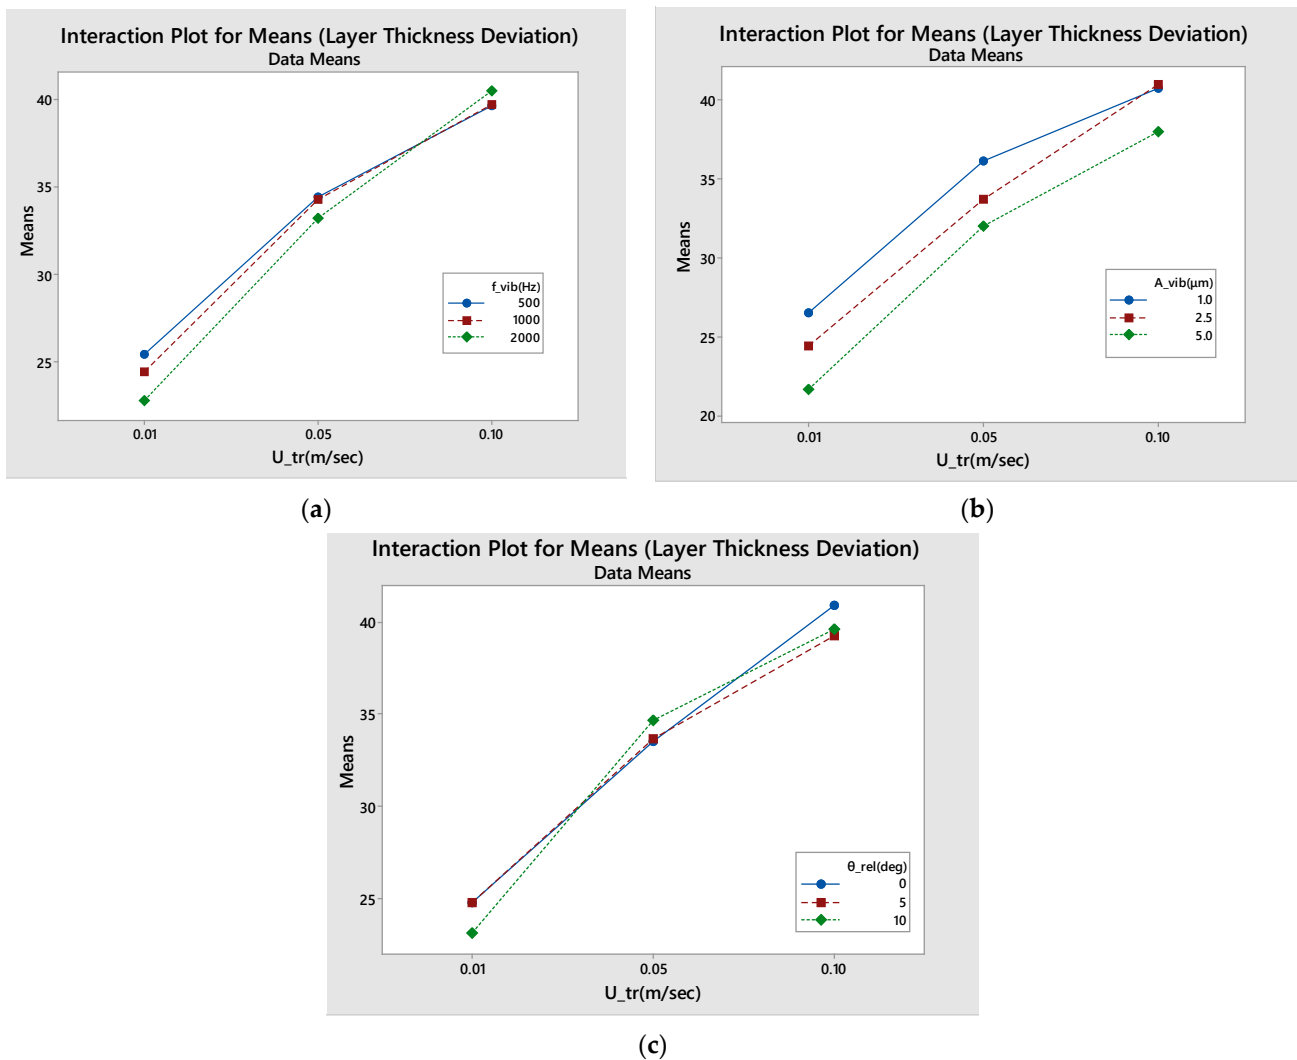 Interaction Plot for Means (Layer Thickness Deviation)
Data Means
40
35
30
25
Means
f_vib(Hz)
500
1000
2000
0.01 0.05 0.10
U_tr(m/sec)
(a)
Interaction Plot for Means (Layer Thickness Deviation)
Data Means
40
35
30
25
20
Means
A_vib(μm)
1.0
2.5
5.0
0.01 0.05 0.10
U_tr(m/sec)
(b)
Interaction Plot for Means (Layer Thickness Deviation)
Data Means
40
35
30
25
Means
θ_rel(deg)
0
5
10
0.01 0.05 0.10
U_tr(m/sec)
(c)